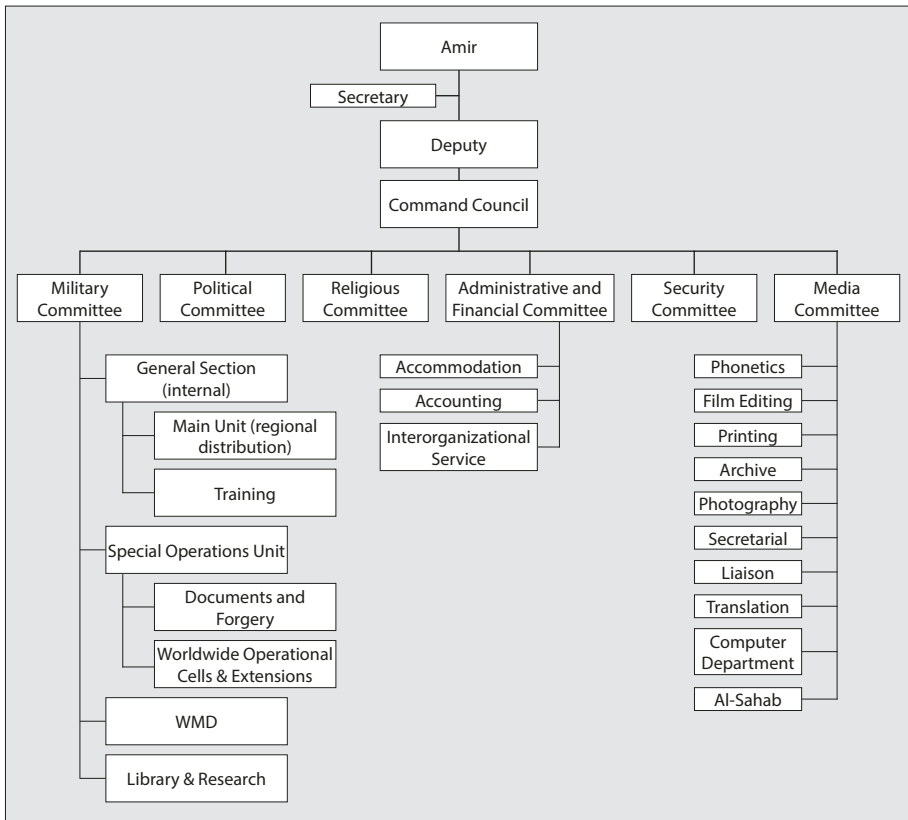 Amir
Secretary
Deputy
Command Council
Military
Committee
Political
Committee
Religious
Committee
Administrative and
Financial Committee
Security
Committee
Media
Committee
General Section
(internal)
Main Unit (regional
distribution)
Training
Special Operations Unit
Documents and
Forgery
Worldwide Operational
Cells & Extensions
WMD
Library & Research
Accommodation
Accounting
Interorganizational
Service
Phonetics
Film Editing
Printing
Archive
Photography
Secretarial
Liaison
Translation
Computer
Department
Al-Sahab